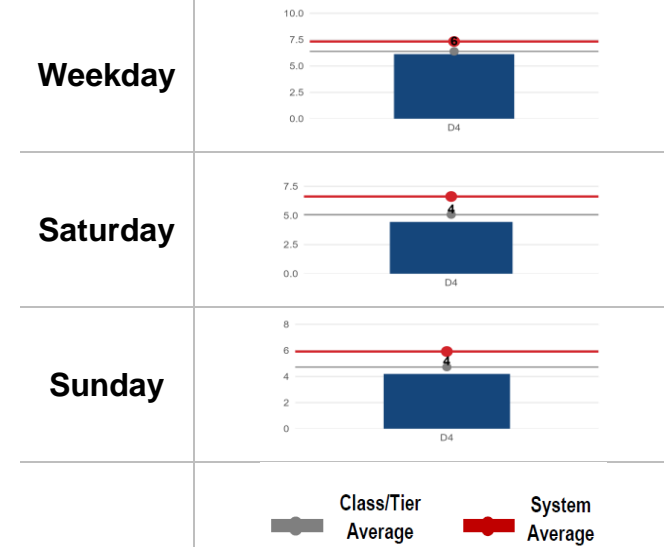 Weekday
10.0
7.5
5.0
2.5
0.0
6
D4
Saturday
7.5
5.0
2.5
0.0
4
D4
Sunday
8
6
4
2
0
4
D4
Class/Tier
Average
System
Average